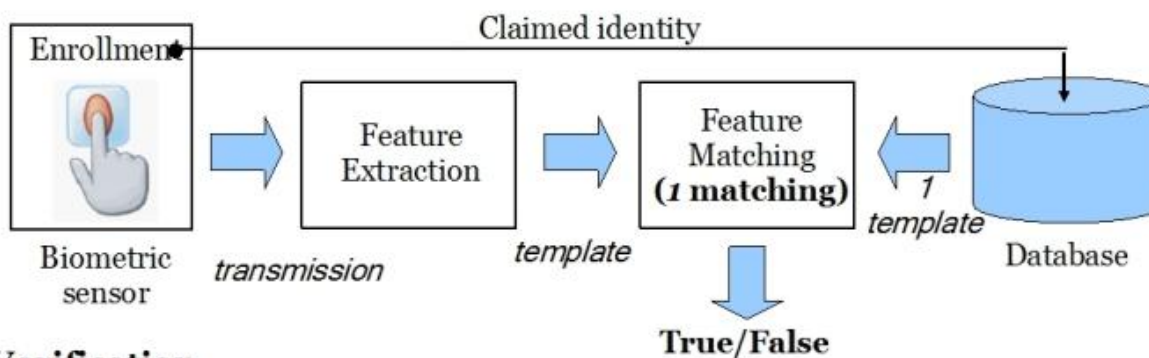 Claimed identity
Enrollment
Feature
Extraction
Feature
Matching
(1 matching)
1
template
Biometric
sensor
transmission
template
Database
True/False